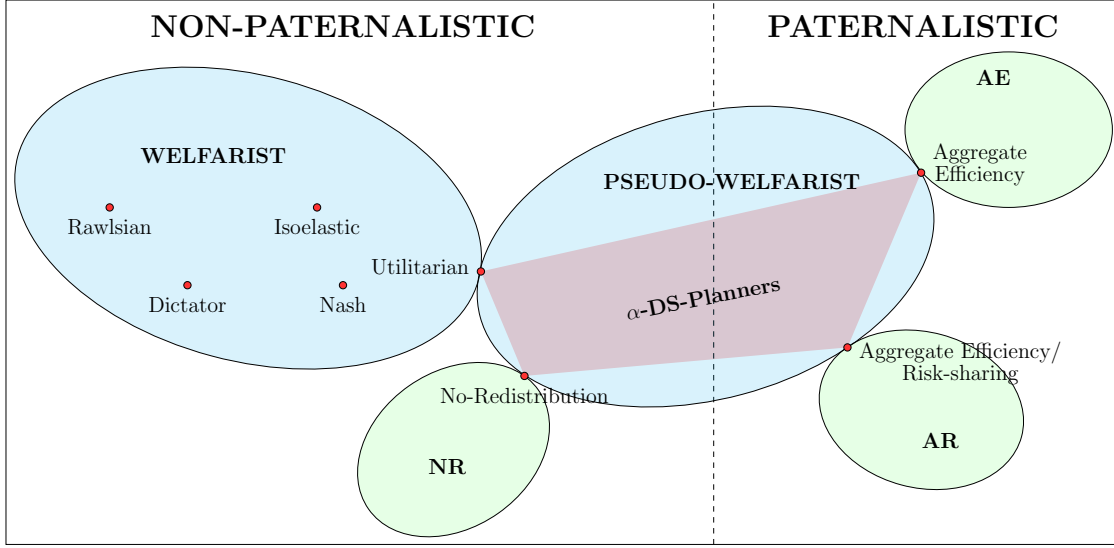 NON-PATERNALISTIC
PATERNALISTIC
AE
WELFARIST
Aggregate
Efficiency
PSEUDO-WELFARIST
Rawlsian
Isoelastic
Utilitarian
Dictator
Nash
α-DS-Planners
Aggregate Efficiency/
Risk-sharing
No-Redistribution
AR
NR